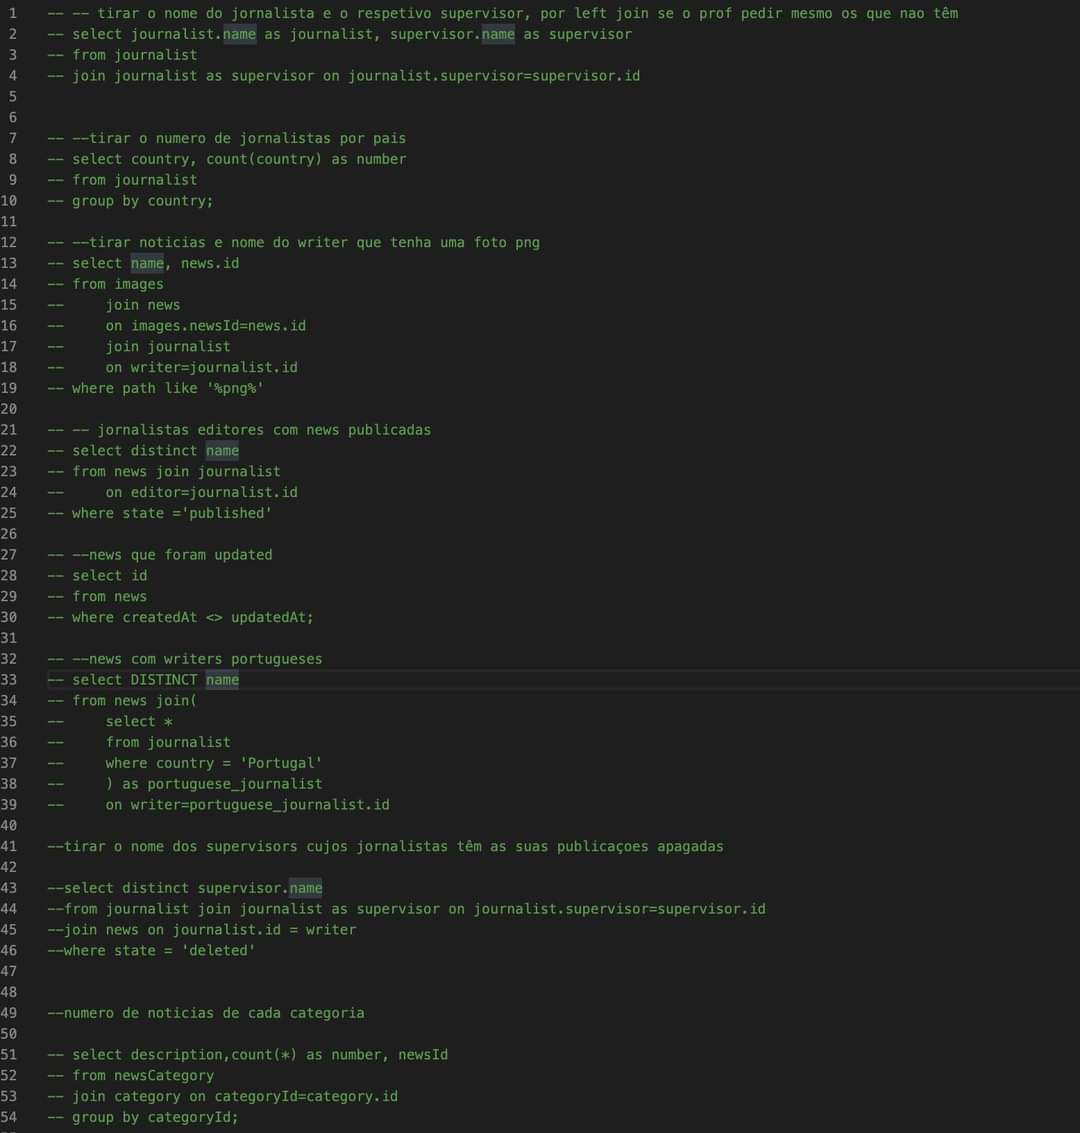 1 -- -- tirar o nome do jornalista e o respetivo supervisor, por left join se o prof pedir mesmo os que nao têm
2 -- select journalist.name as journalist, supervisor.name as supervisor
3 -- from journalist
4 -- join journalist as supervisor on journalist.supervisor=supervisor.id
5
6
7 -- --tirar o numero de jornalistas por pais
8 -- select country, count(country) as number
9 -- from journalist
10 -- group by country;
11
12 -- --tirar noticias e nome do writer que tenha uma foto png
13 -- select name, news.id
14 -- from images
15 --     join news
16 --     on images.newsId=news.id
17 --     join journalist
18 --     on writer=journalist.id
19 -- where path like '%png%'
20
21 -- -- jornalistas editores com news publicadas
22 -- select distinct name
23 -- from news join journalist
24 --     on editor=journalist.id
25 -- where state ='published'
26
27 -- --news que foram updated
28 -- select id
29 -- from news
30 -- where createdAt <> updatedAt;
31
32 -- --news com writers portugueses
33 -- select DISTINCT name
34 -- from news join(
35 --     select *
36 --     from journalist
37 --     where country = 'Portugal'
38 --     ) as portuguese_journalist
39 --     on writer=portuguese_journalist.id
40
41 --tirar o nome dos supervisors cujos jornalistas têm as suas publicaçoes apagadas
42
43 --select distinct supervisor.name
44 --from journalist join journalist as supervisor on journalist.supervisor=supervisor.id
45 --join news on journalist.id = writer
46 --where state = 'deleted'
47
48
49 --numero de noticias de cada categoria
50
51 -- select description,count(*) as number, newsId
52 -- from newsCategory
53 -- join category on categoryId=category.id
54 -- group by categoryId;